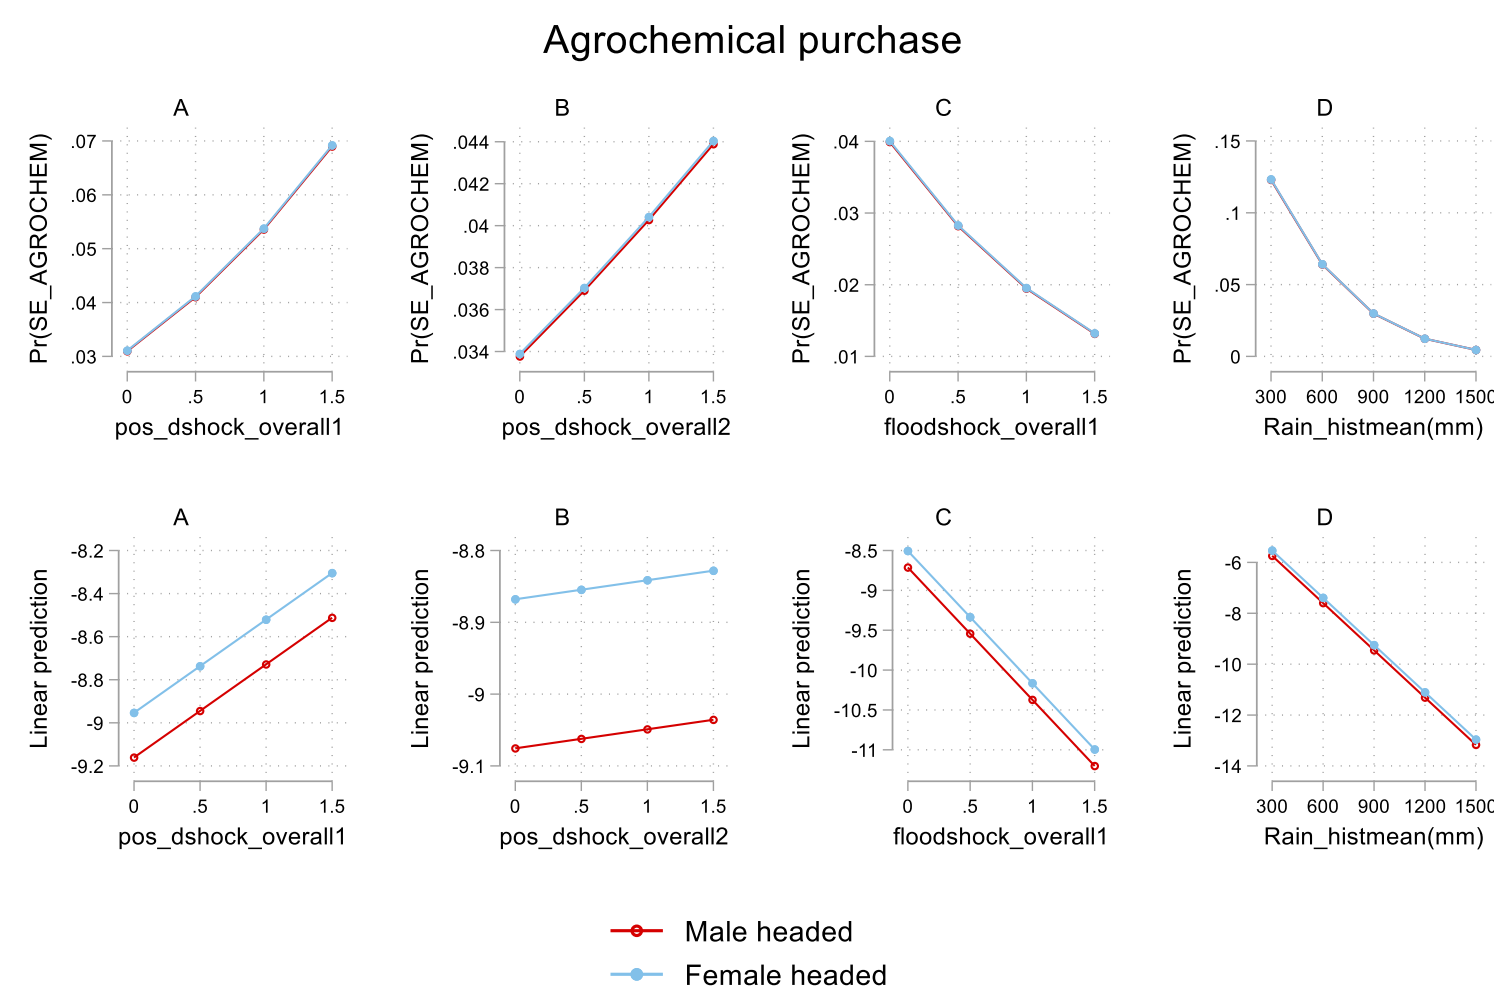 Agrochemical purchase
A
Pr(SE_AGROCHEM)
.07
.06
.05
.04
.03
0 .5 1 1.5
pos_dshock_overall1
B
Pr(SE_AGROCHEM)
.044
.042
.04
.038
.036
.034
0 .5 1 1.5
pos_dshock_overall2
C
Pr(SE_AGROCHEM)
.04
.03
.02
.01
0 .5 1 1.5
floodshock_overall1
D
Pr(SE_AGROCHEM)
.15
.1
.05
0
300 600 900 1200 1500
Rain_histmean(mm)
A
Linear prediction
-8.2
-8.4
-8.6
-8.8
-9
-9.2
0 .5 1 1.5
pos_dshock_overall1
B
Linear prediction
-8.8
-8.9
-9
-9.1
0 .5 1 1.5
pos_dshock_overall2
C
Linear prediction
-8.5
-9
-9.5
-10
-10.5
-11
0 .5 1 1.5
floodshock_overall1
D
Linear prediction
-6
-8
-10
-12
-14
300 600 900 1200 1500
Rain_histmean(mm)
Male headed
Female headed